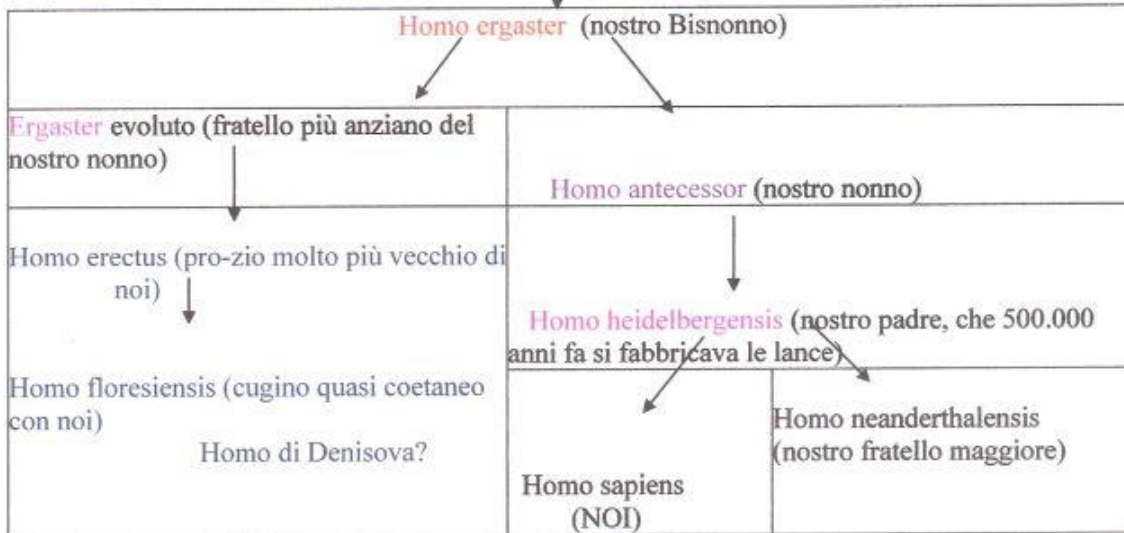 Homo ergaster (nostro Bisnonno)
Ergaster evoluto (fratello più anziano del
nostro nonno)
Homo antecessor (nostro nonno)
Homo erectus (pro-zio molto più vecchio di
noi)
Homo heidelbergensis (nostro padre, che 500.000
anni fa si fabbricava le lance)
Homo floresiensis (cugino quasi coetaneo
con noi)
Homo di Denisova?
Homo neanderthalensis
(nostro fratello maggiore)
Homo sapiens
(NOI)